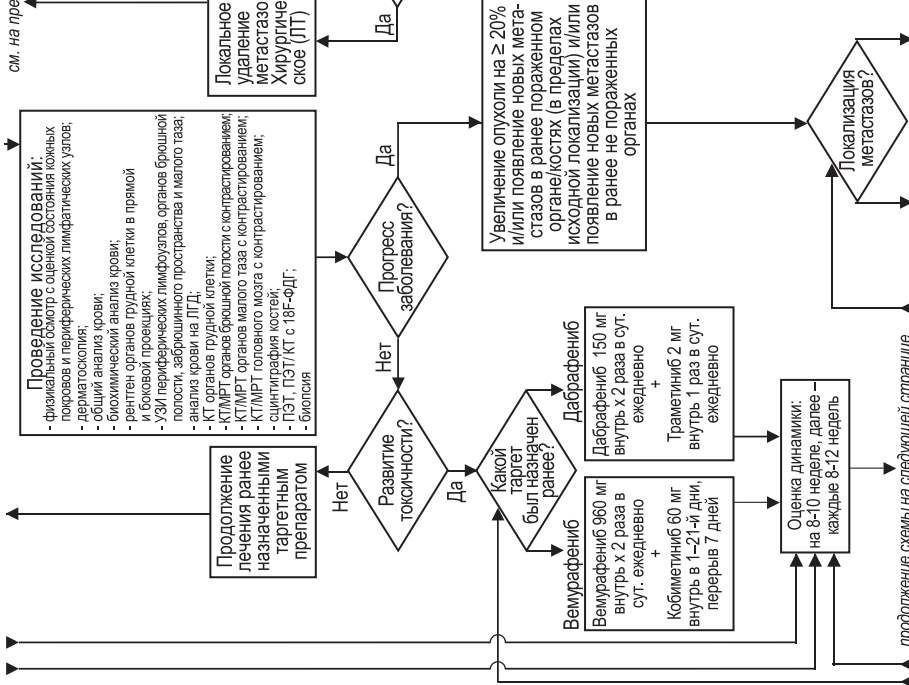 см. на пре
Локальное
удаление
метастазо
Хирургиче
ское (ЛТ)
Да
Проведение исследований:
- физикальный осмотр с оценкой состояния кожных
покровов и периферических лимфатических узлов;
- дерматоскопия;
- общий анализ крови;
- биохимический анализ крови;
- рентген органов грудной клетки в прямой
и боковой проекциях;
- УЗИ периферических лимфоузлов, органов брюшной
полости, забрюшинного пространства и малого таза;
- анализ крови на ЛГД;
- КТ органов грудной клетки;
- КТ/МРТ органов брюшной полости с контрастированием;
- КТ/МРТ органов малого таза с контрастированием;
- КТ/МРТ головного мозга с контрастированием;
- сцинтиграфия костей;
- ПЭТ, ПЭТ/КТ с 18F-ФДГ;
- биопсия
Прогресс
заболевания?
Да
Нет
Увеличение опухоли на ≥ 20%
и/или появление новых мета-
стазов в ранее пораженном
органе/костях (в пределах
исходной локализации) и/или
появление новых метастазов
в ранее не пораженных
органах
Локализация
метастазов?
Продолжение
лечения ранее
назначенными
таргетным
препаратом
Нет
Развитие
токсичности?
Да
Какой
таргет
был назначен
ранее?
Вемурафениб
Вемурафениб 960 мг
внутрь х 2 раза в
сут. ежедневно
+
Кобиметиниб 60 мг
внутрь в 1–21-й дни,
перерыв 7 дней
Дабрафениб
Дабрафениб 150 мг
внутрь х 2 раза в сут.
ежедневно
+
Траметиниб 2 мг
внутрь 1 раз в сут.
ежедневно
Оценка динамики:
на 8-10 неделе, далее –
каждые 8-12 недель
продолжение схемы на следующей странице